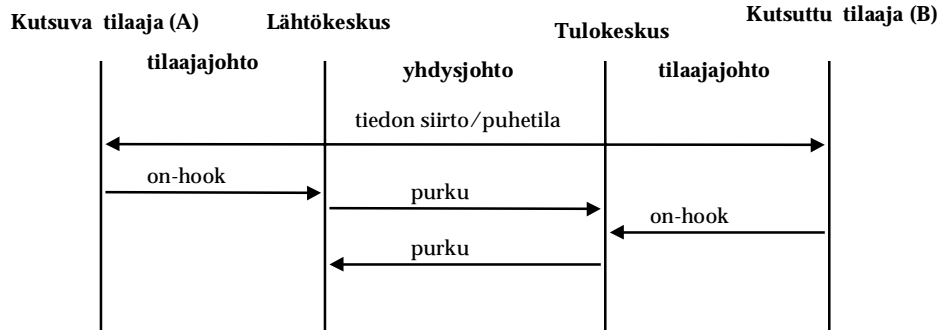 Kutsuva tilaaja (A)
Lähtökeskus
Tulokeskus
Kutsuttu tilaaja (B)
tilaajajohto
yhdysjohto
tilaajajohto
tiedon siirto/puhetila
on-hook
purku
on-hook
purku